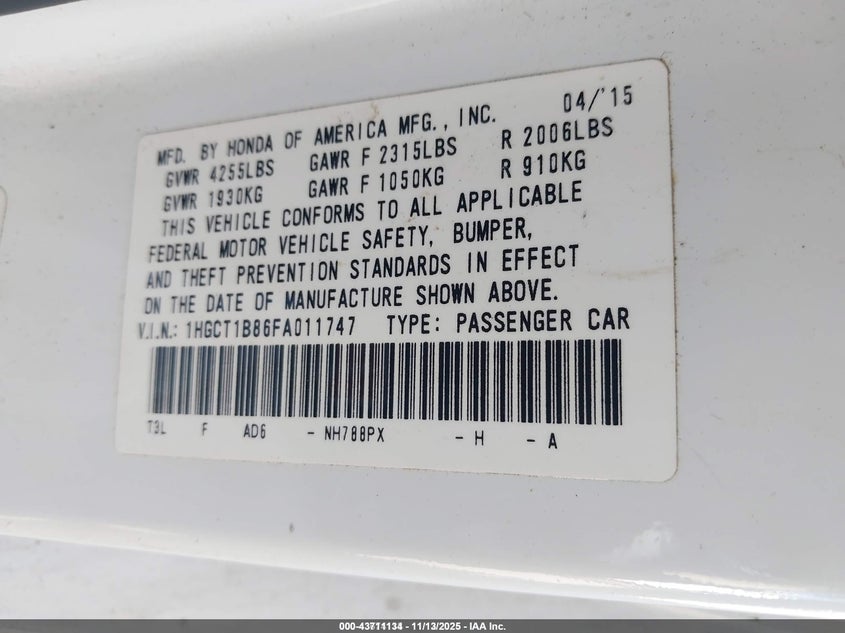 04/'15
MFD. BY HONDA OF AMERICA MFG., INC.
GVWR 4255LBS GAWR F 2315LBS R 2006LBS
GVWR 1930KG GAWR F 1050KG R 910KG
THIS VEHICLE CONFORMS TO ALL APPLICABLE
FEDERAL MOTOR VEHICLE SAFETY, BUMPER,
AND THEFT PREVENTION STANDARDS IN EFFECT
ON THE DATE OF MANUFACTURE SHOWN ABOVE.
V.I.N.: 1HGCT1B86FA011747 TYPE: PASSENGER CAR
T3L F AD6 - NH788PX - H - A
11/13/2025 - IAA Inc.